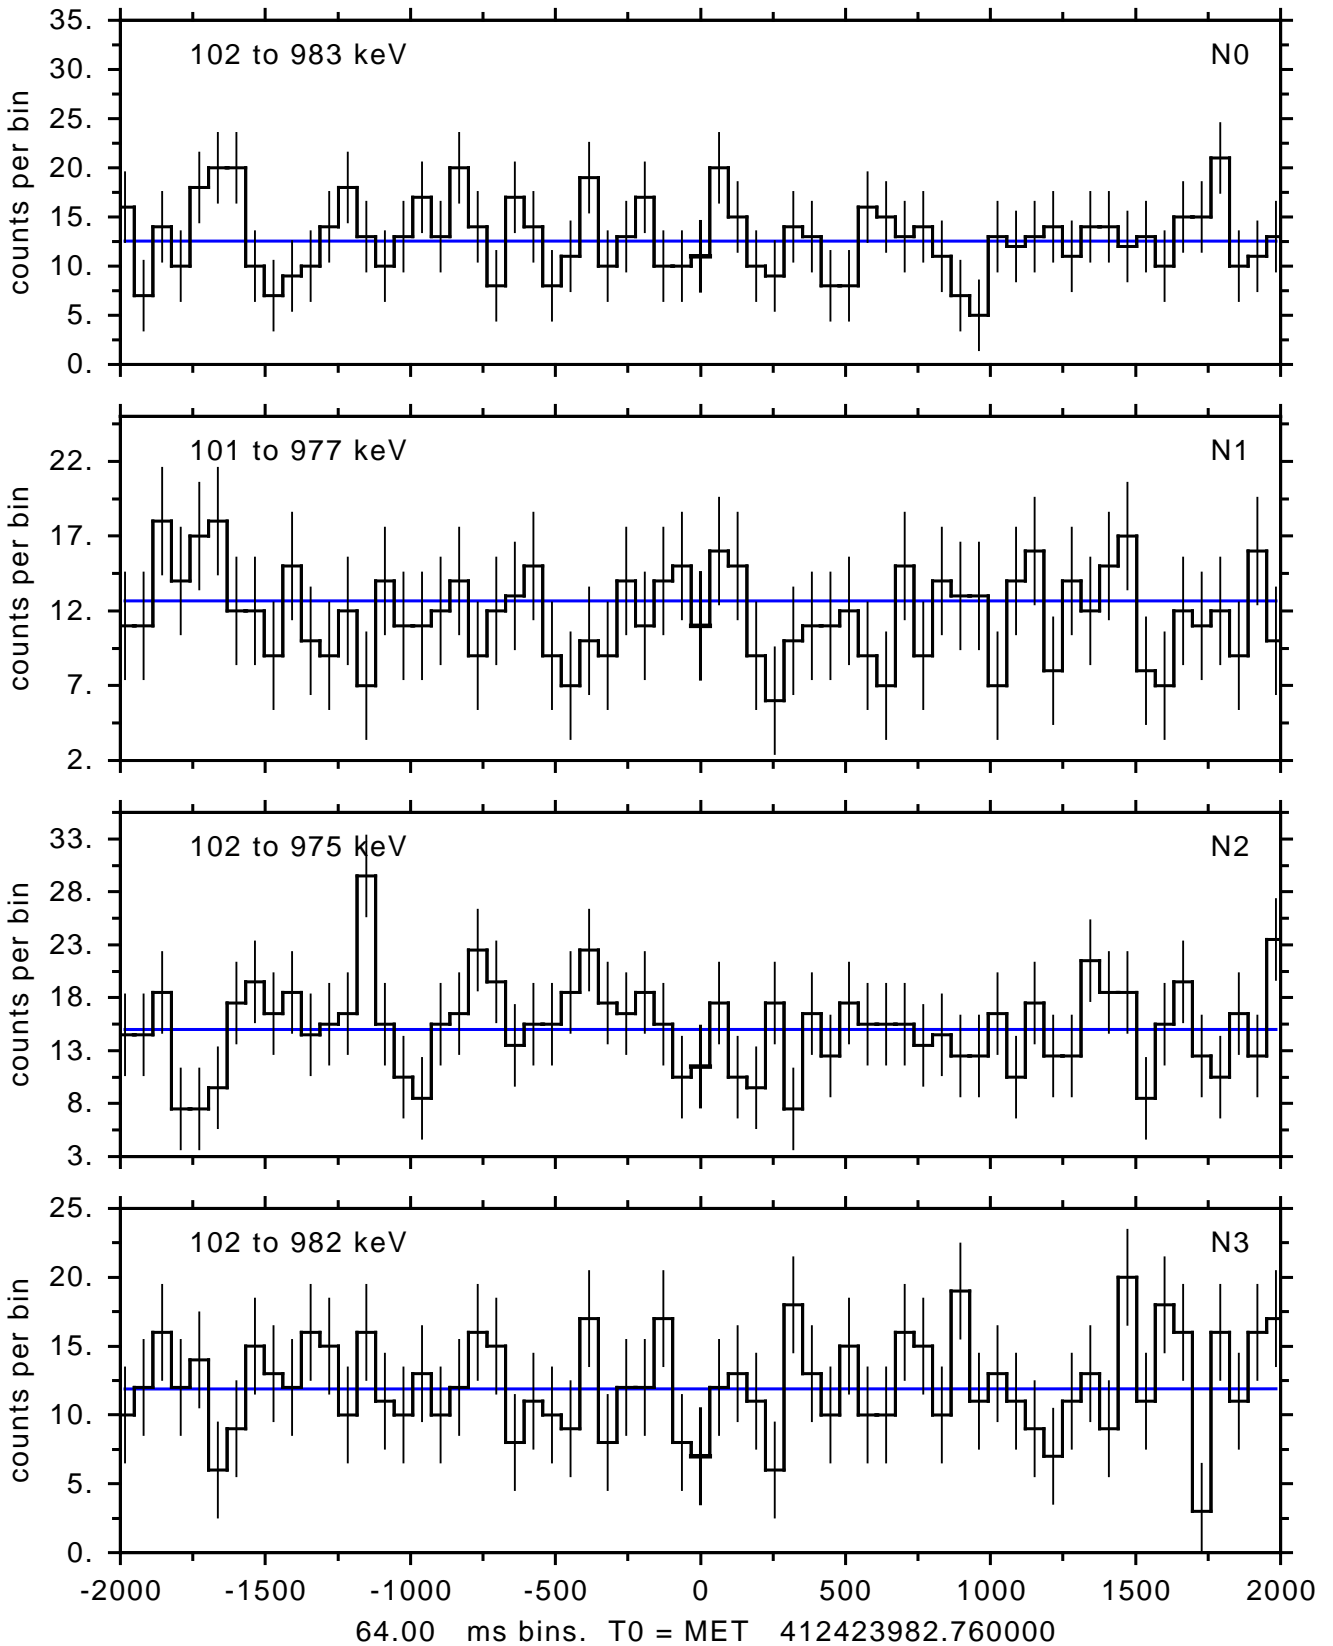 35.
30.
25.
20.
15.
10.
5.
0.
counts per bin
102 to 983 keV
N0
22.
17.
12.
7.
2.
counts per bin
101 to 977 keV
N1
33.
28.
23.
18.
13.
8.
3.
counts per bin
102 to 975 keV
N2
25.
20.
15.
10.
5.
0.
counts per bin
102 to 982 keV
N3
-2000 -1500 -1000 -500 0 500 1000 1500 2000
64.00 ms bins. T0 = MET 412423982.760000